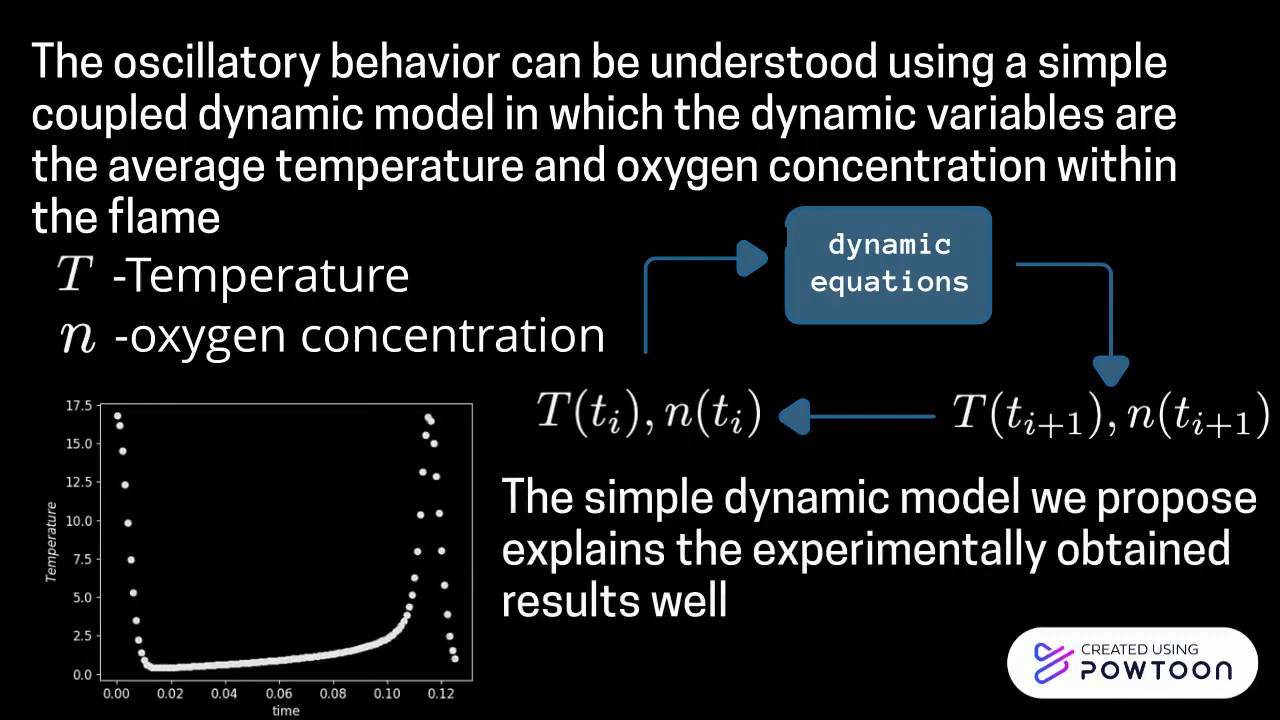 The oscillatory behavior can be understood using a simple
coupled dynamic model in which the dynamic variables are
the average temperature and oxygen concentration within
the flame
T -Temperature
n -oxygen concentration
dynamic
equations
T(t_i), n(t_i)
T(t_{i+1}), n(t_{i+1})
17.5
15.0
12.5
10.0
7.5
5.0
2.5
0.0
Temperature
0.00 0.02 0.04 0.06 0.08 0.10 0.12
time
The simple dynamic model we propose
explains the experimentally obtained
results well
CREATED USING
POWTOON